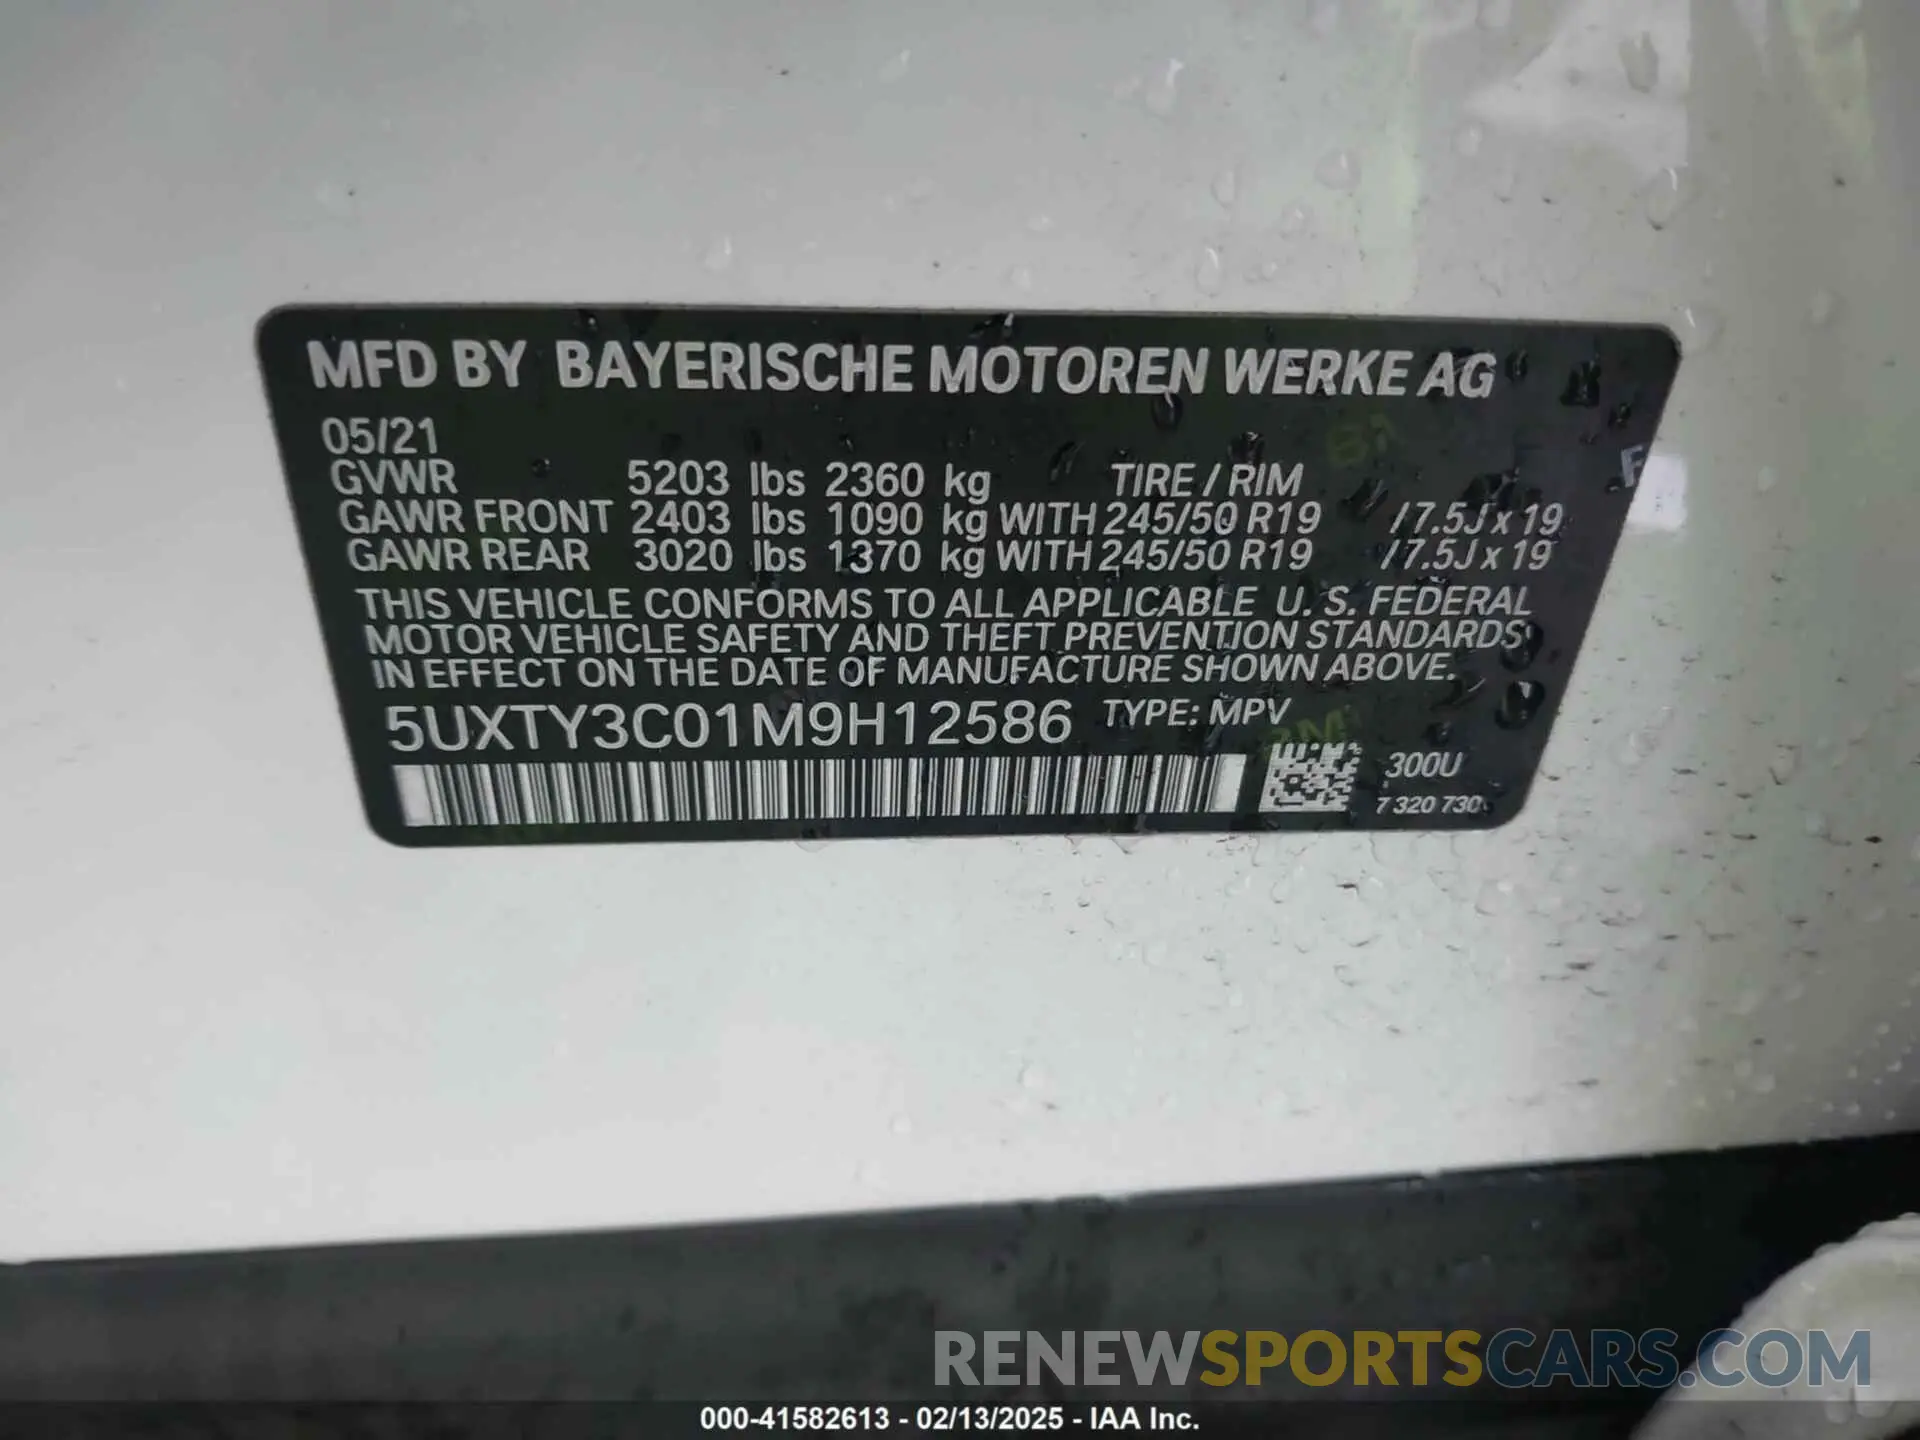 MFD BY BAYERISCHE MOTOREN WERKE AG
05/21
GVWR 5203 lbs 2360 kg TIRE / RIM
GAWR FRONT 2403 lbs 1090 kg WITH 245/50 R19 /7.5J x 19
GAWR REAR 3020 lbs 1370 kg WITH 245/50 R19 /7.5J x 19
THIS VEHICLE CONFORMS TO ALL APPLICABLE U. S. FEDERAL
MOTOR VEHICLE SAFETY AND THEFT PREVENTION STANDARDS
IN EFFECT ON THE DATE OF MANUFACTURE SHOWN ABOVE.
5UXTY3C01M9H12586 TYPE: MPV
300U
7 320 730
RENEWSPORTSCARS.COM
000-41582613 - 02/13/2025 - IAA Inc.